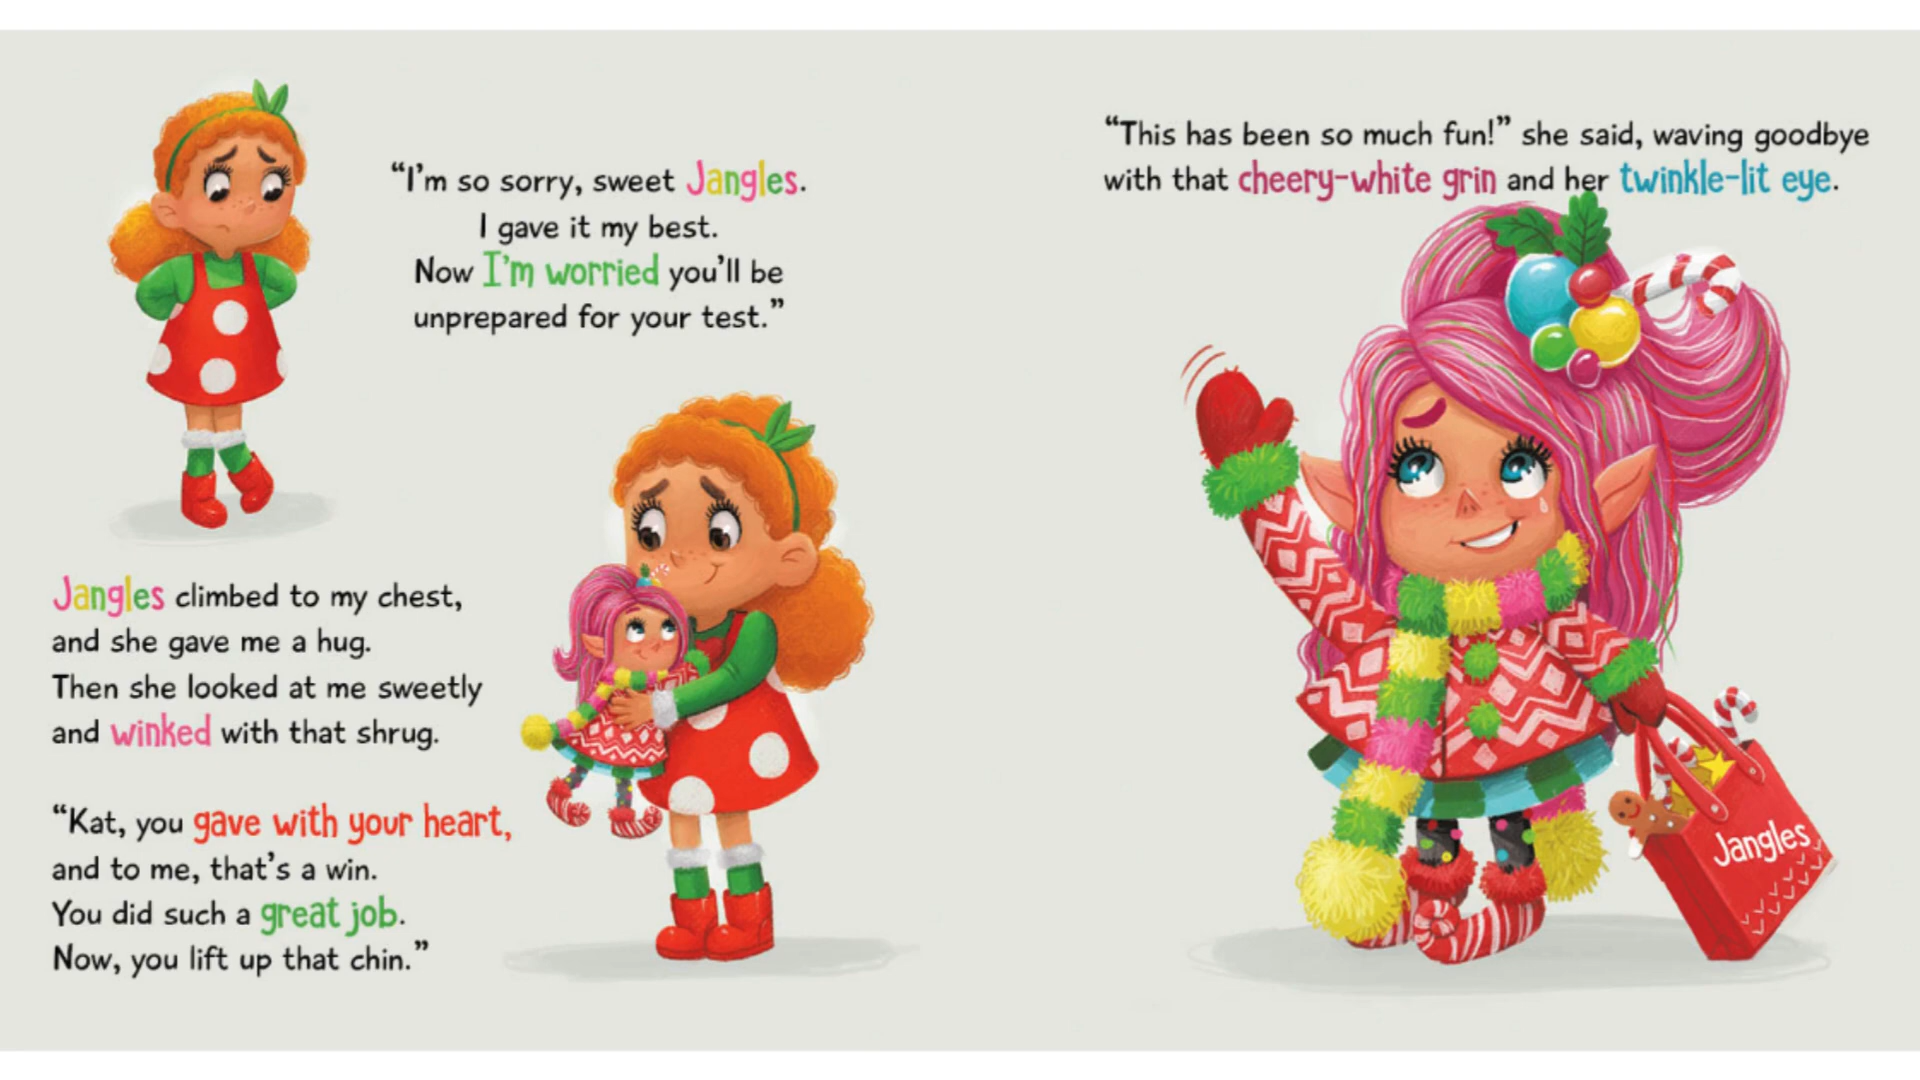 “I’m so sorry, sweet Jangles.
I gave it my best.
Now I’m worried you’ll be
unprepared for your test.”
Jangles climbed to my chest,
and she gave me a hug.
Then she looked at me sweetly
and winked with that shrug.
“Kat, you gave with your heart,
and to me, that’s a win.
You did such a great job.
Now, you lift up that chin.”
“This has been so much fun!” she said, waving goodbye
with that cheery-white grin and her twinkle-lit eye.
Jangles